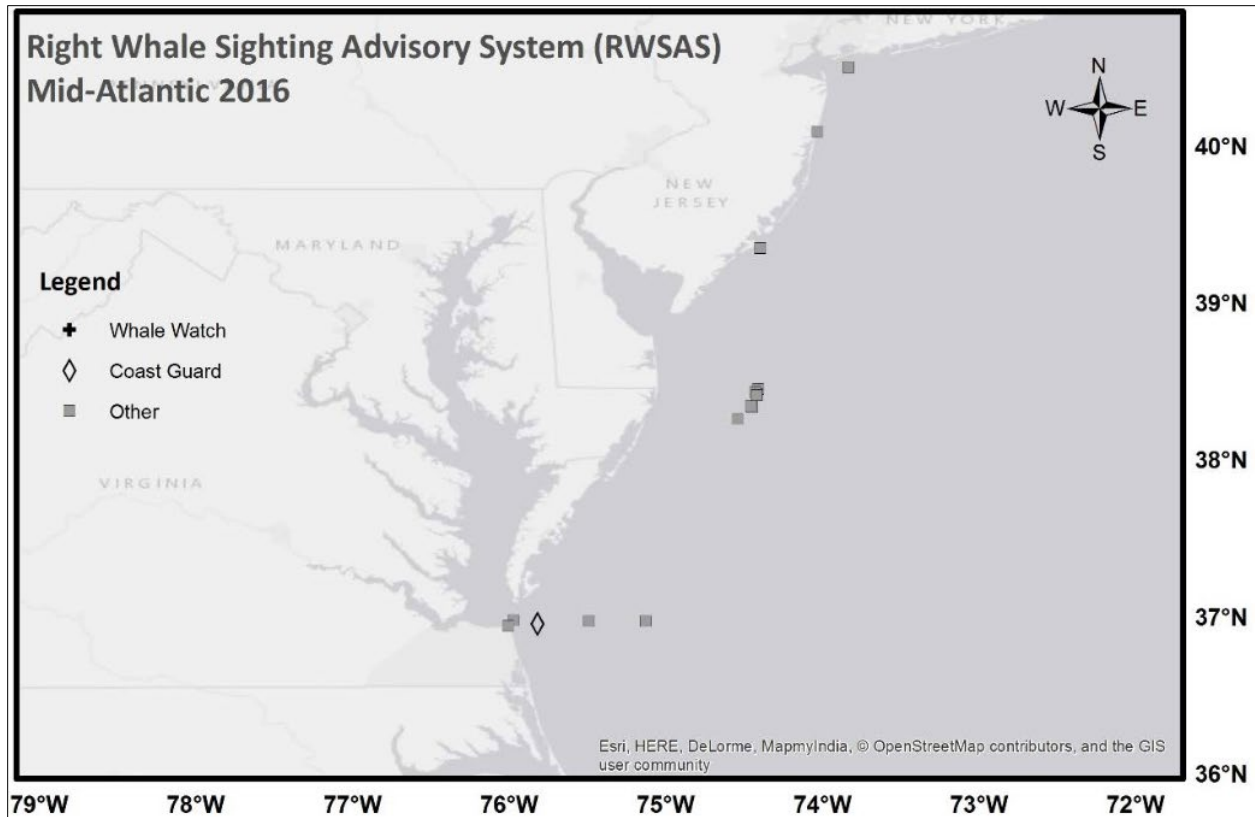 Right Whale Sighting Advisory System (RWSAS)
Mid-Atlantic 2016
NEW YORK
N
W E
S
40°N
NEW
JERSEY
MARYLAND
39°N
Legend
Whale Watch
Coast Guard
Other
38°N
VIRGINIA
37°N
Esri, HERE, DeLorme, MapmyIndia, © OpenStreetMap contributors, and the GIS
user community
36°N
79°W 78°W 77°W 76°W 75°W 74°W 73°W 72°W